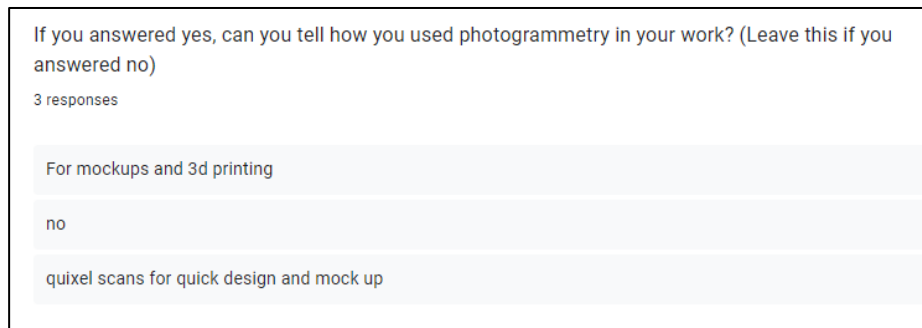 If you answered yes, can you tell how you used photogrammetry in your work? (Leave this if you
answered no)
3 responses
For mockups and 3d printing
no
quixel scans for quick design and mock up